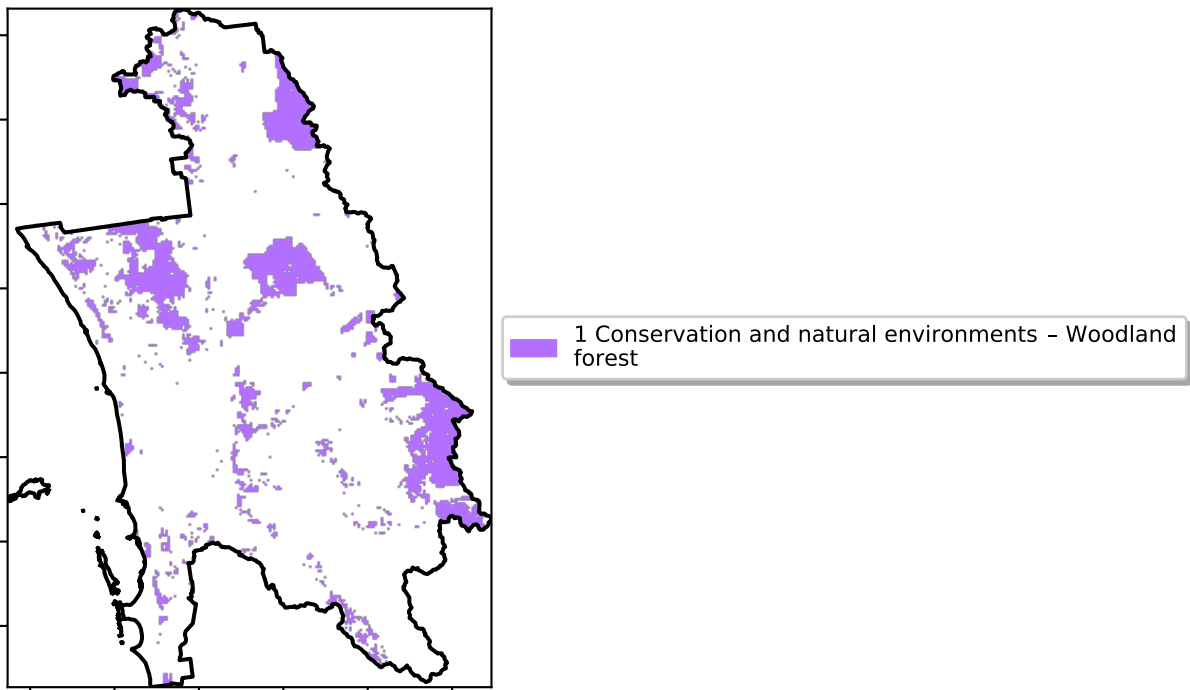 1 Conservation and natural environments – Woodland
forest